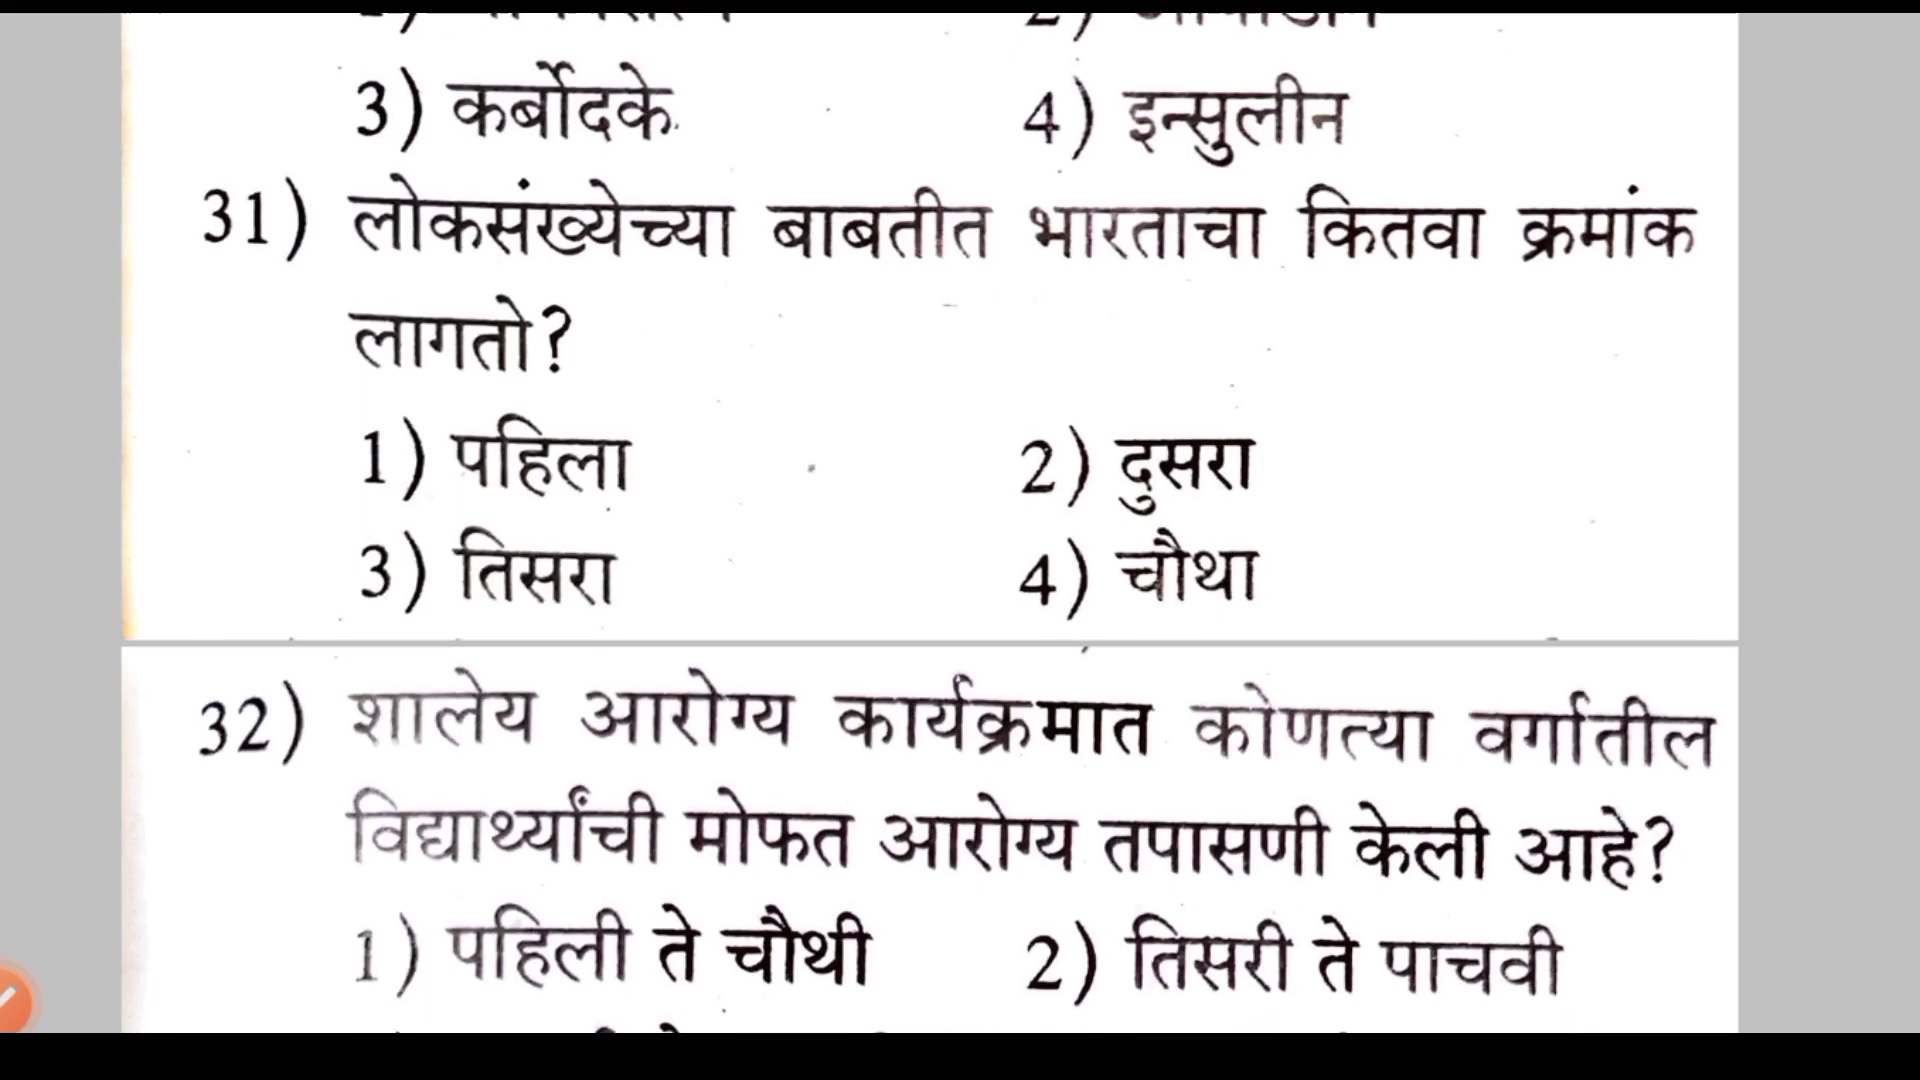 3) कर्बोदके
4) इन्सुलीन
31) लोकसंख्येच्या बाबतीत भारताचा कितवा क्रमांक
लागतो?
1) पहिला
2) दुसरा
3) तिसरा
4) चौथा
32) शालेय आरोग्य कार्यक्रमात कोणत्या वर्गातील
विद्यार्थ्यांची मोफत आरोग्य तपासणी केली आहे?
1) पहिली ते चौथी
2) तिसरी ते पाचवी